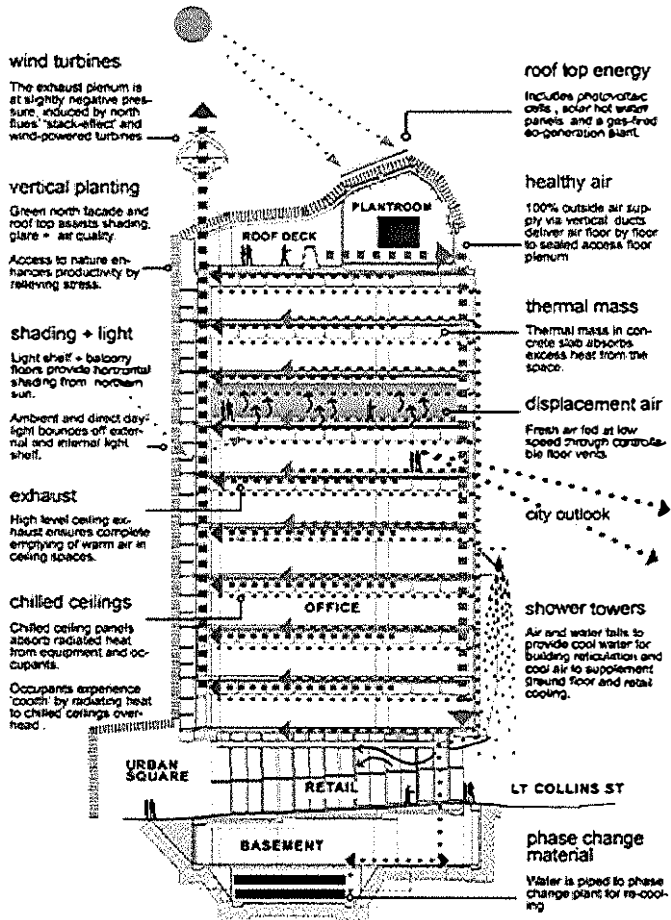 wind turbines
The exhaust plenum is
at slightly negative pres-
sure, induced by north
flues' 'stack-effect' and
wind-powered turbines
vertical planting
Green north facade and
roof top assists shading,
glare + air quality.
Access to nature en-
hances productivity by
relieving stress.
shading + light
Light shelf + balcony
floors provide horizontal
shading from northern
sun.
Ambient and direct day-
light bounces off exter-
nal and internal light
shelf.
exhaust
High level ceiling ex-
haust ensures complete
emptying of warm air in
ceiling spaces.
chilled ceilings
Chilled ceiling panels
absorb radiated heat
from equipment and oc-
cupants.
Occupants experience
'coolth' by radiating heat
to chilled ceilings over-
head.
ROOF DECK
PLANTROOM
OFFICE
URBAN
SQUARE
RETAIL
LT COLLINS ST
BASEMENT
roof top energy
Includes photovoltaic
cells, solar hot water
panels, and a gas-fired
co-generation plant.
healthy air
100% outside air sup-
ply via vertical ducts
deliver air floor by floor
to sealed access floor
plenum
thermal mass
Thermal mass in con-
crete slab absorbs
excess heat from the
space.
displacement air
Fresh air fed at low
speed through controlla-
ble floor vents.
city outlook
shower towers
Air and water falls to
provide cool water for
building reticulation and
cool air to supplement
ground floor and retail
cooling.
phase change
material
Water is piped to phase
change plant for re-cool-
ing